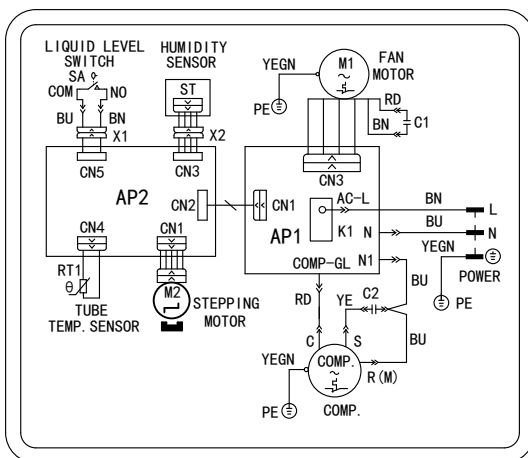 LIQUID LEVEL
SWITCH
SA
COM
NO
BU
BN
X1
CN5
HUMIDITY
SENSOR
ST
X2
CN3
AP2
CN2
CN4
CN1
RT1
θ
TUBE
TEMP. SENSOR
M2
STEPPING
MOTOR
YEGN
PE
M1
~
FAN
MOTOR
RD
BN
C1
CN3
CN1
AC-L
K1
AP1
N
COMP-GL
N1
BN
L
BU
N
YEGN
POWER
PE
RD
YE
C2
BU
BU
C
S
R(M)
YEGN
PE
COMP.
~
COMP.